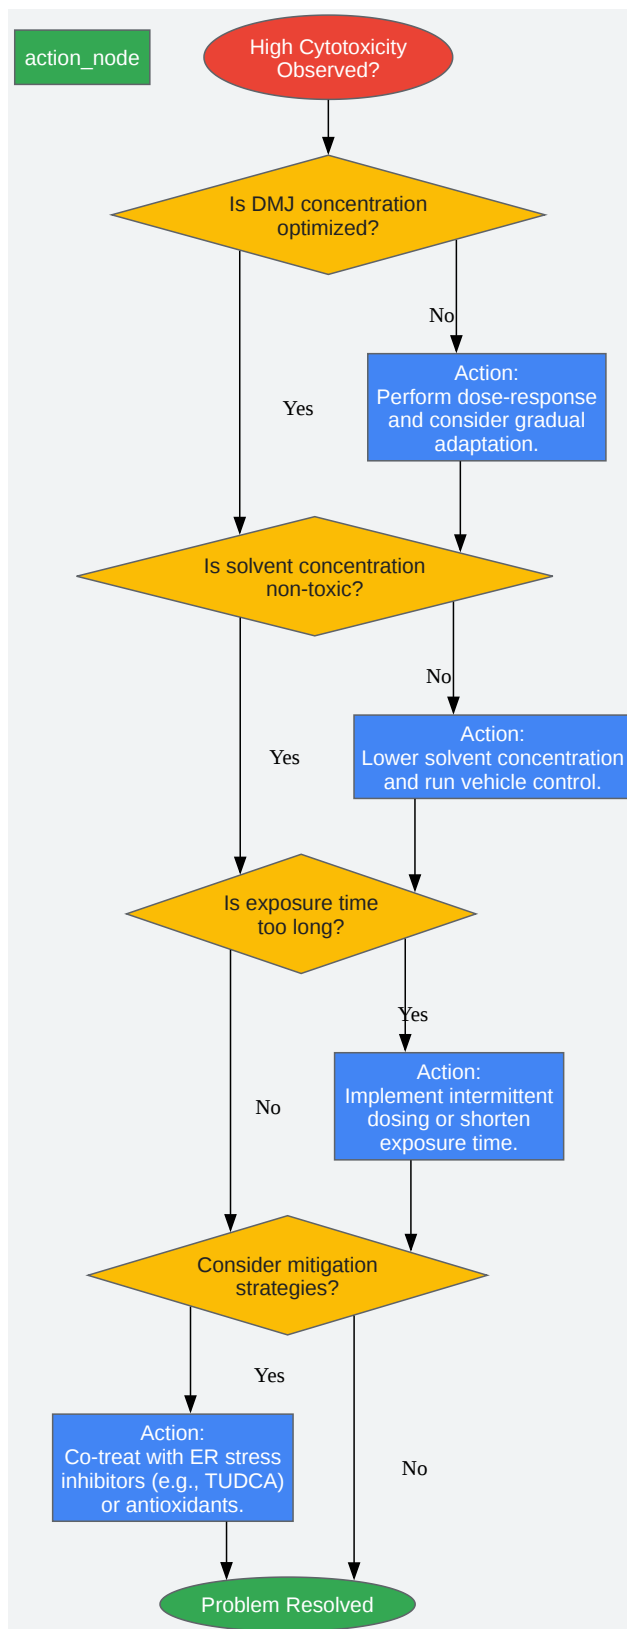 action_node
High Cytotoxicity
Observed?
Is DMJ concentration
optimized?
No
Action:
Perform dose-response
and consider gradual
adaptation.
Yes
Is solvent concentration
non-toxic?
No
Action:
Lower solvent concentration
and run vehicle control.
Yes
Is exposure time
too long?
Yes
Action:
Implement intermittent
dosing or shorten
exposure time.
No
Consider mitigation
strategies?
Yes
Action:
Co-treat with ER stress
inhibitors (e.g., TUDCA)
or antioxidants.
No
Problem Resolved